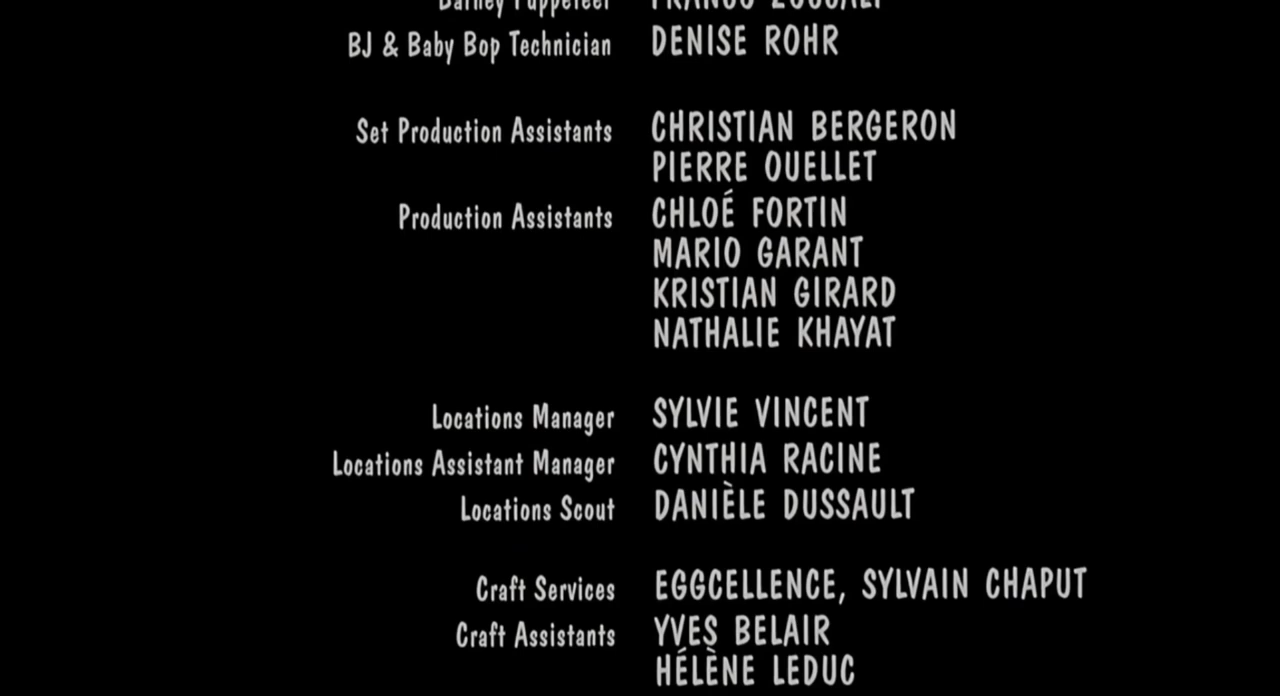 BJ & Baby Bop Technician DENISE ROHR
Set Production Assistants CHRISTIAN BERGERON
PIERRE OUELLET
Production Assistants CHLOÉ FORTIN
MARIO GARANT
KRISTIAN GIRARD
NATHALIE KHAYAT
Locations Manager SYLVIE VINCENT
Locations Assistant Manager CYNTHIA RACINE
Locations Scout DANIÈLE DUSSAULT
Craft Services EGGCELLENCE, SYLVAIN CHAPUT
Craft Assistants YVES BELAIR
HÉLÈNE LEDUC